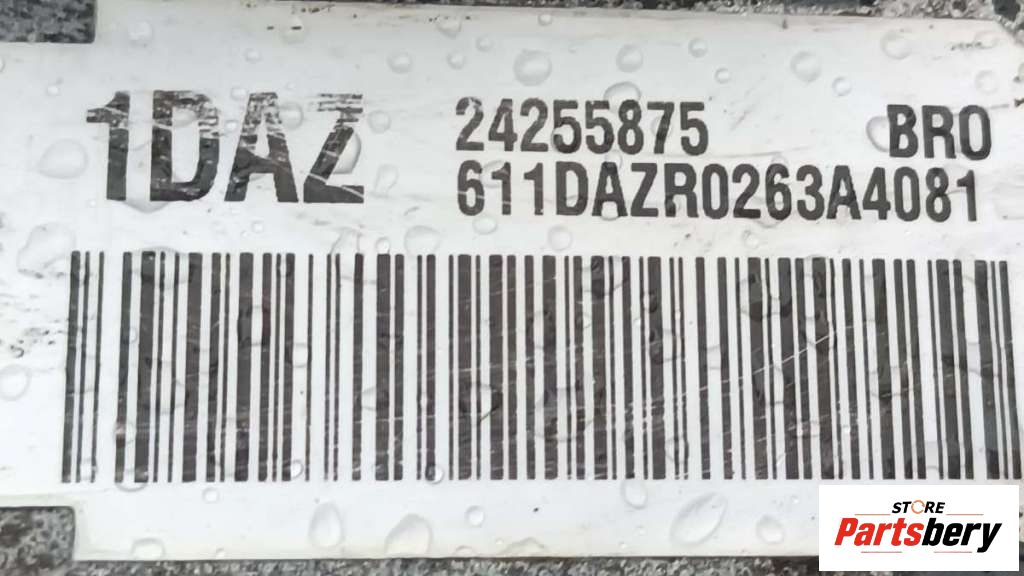 1DAZ
24255875 BRO
611DAZR0263A4081
STORE
Partsbery